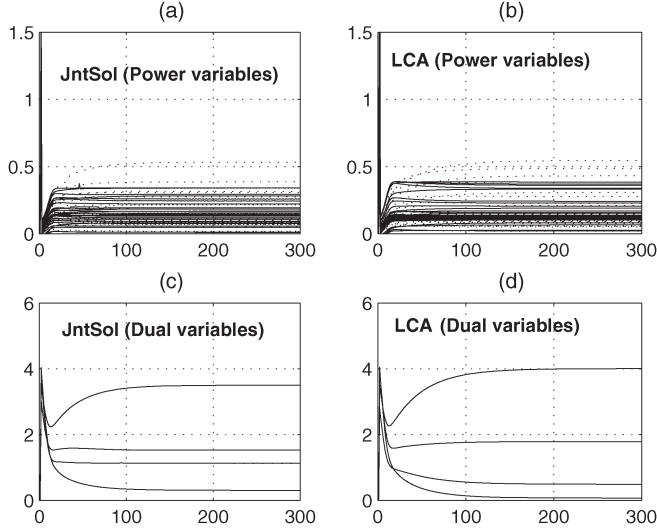 (a) (b)
1.5 1.5
JntSol (Power variables) LCA (Power variables)
1 1
0.5 0.5
0 0
0 100 200 300 0 100 200 300
(c) (d)
6 6
JntSol (Dual variables) LCA (Dual variables)
4 4
2 2
0 0
0 100 200 300 0 100 200 300